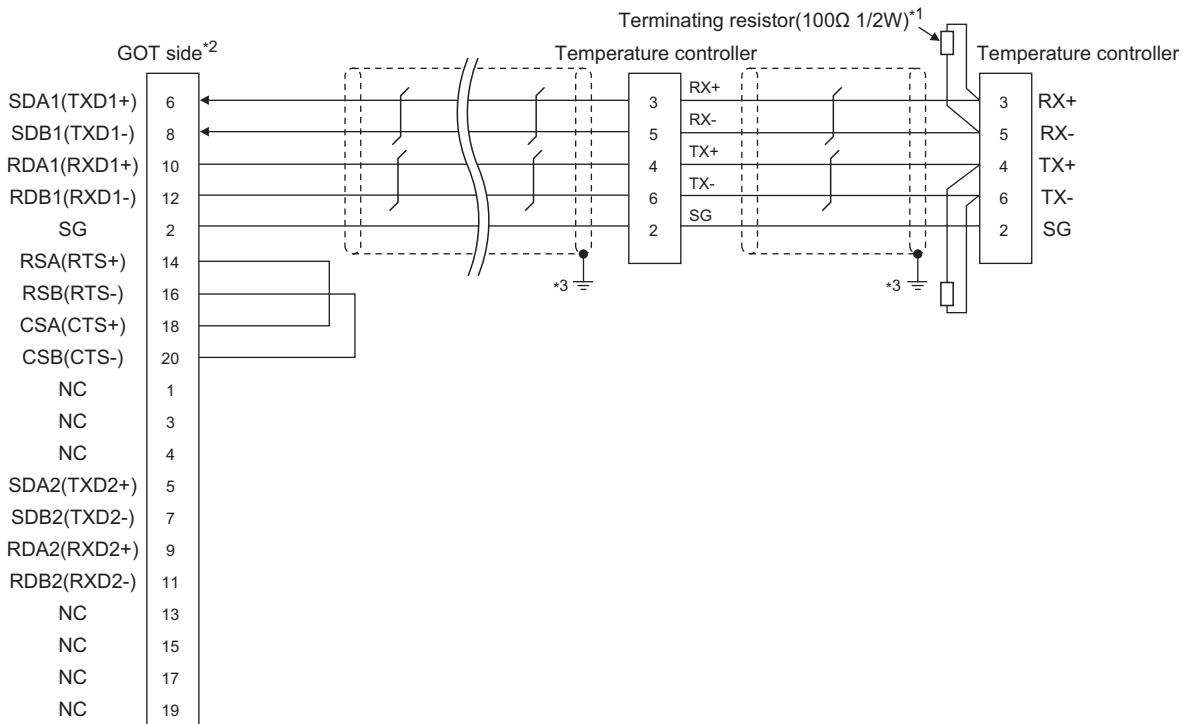 Terminating resistor(100Ω 1/2W)*1
GOT side*2 Temperature controller Temperature controller
SDA1(TXD1+) 6 3 RX+ 3 RX+
SDB1(TXD1-) 8 5 RX- 5 RX-
RDA1(RXD1+) 10 4 TX+ 4 TX+
RDB1(RXD1-) 12 6 TX- 6 TX-
SG 2 2 SG 2 SG
RSA(RTS+) 14
*3 *3
RSB(RTS-) 16
CSA(CTS+) 18
CSB(CTS-) 20
NC 1
NC 3
NC 4
SDA2(TXD2+) 5
SDB2(TXD2-) 7
RDA2(RXD2+) 9
RDB2(RXD2-) 11
NC 13
NC 15
NC 17
NC 19